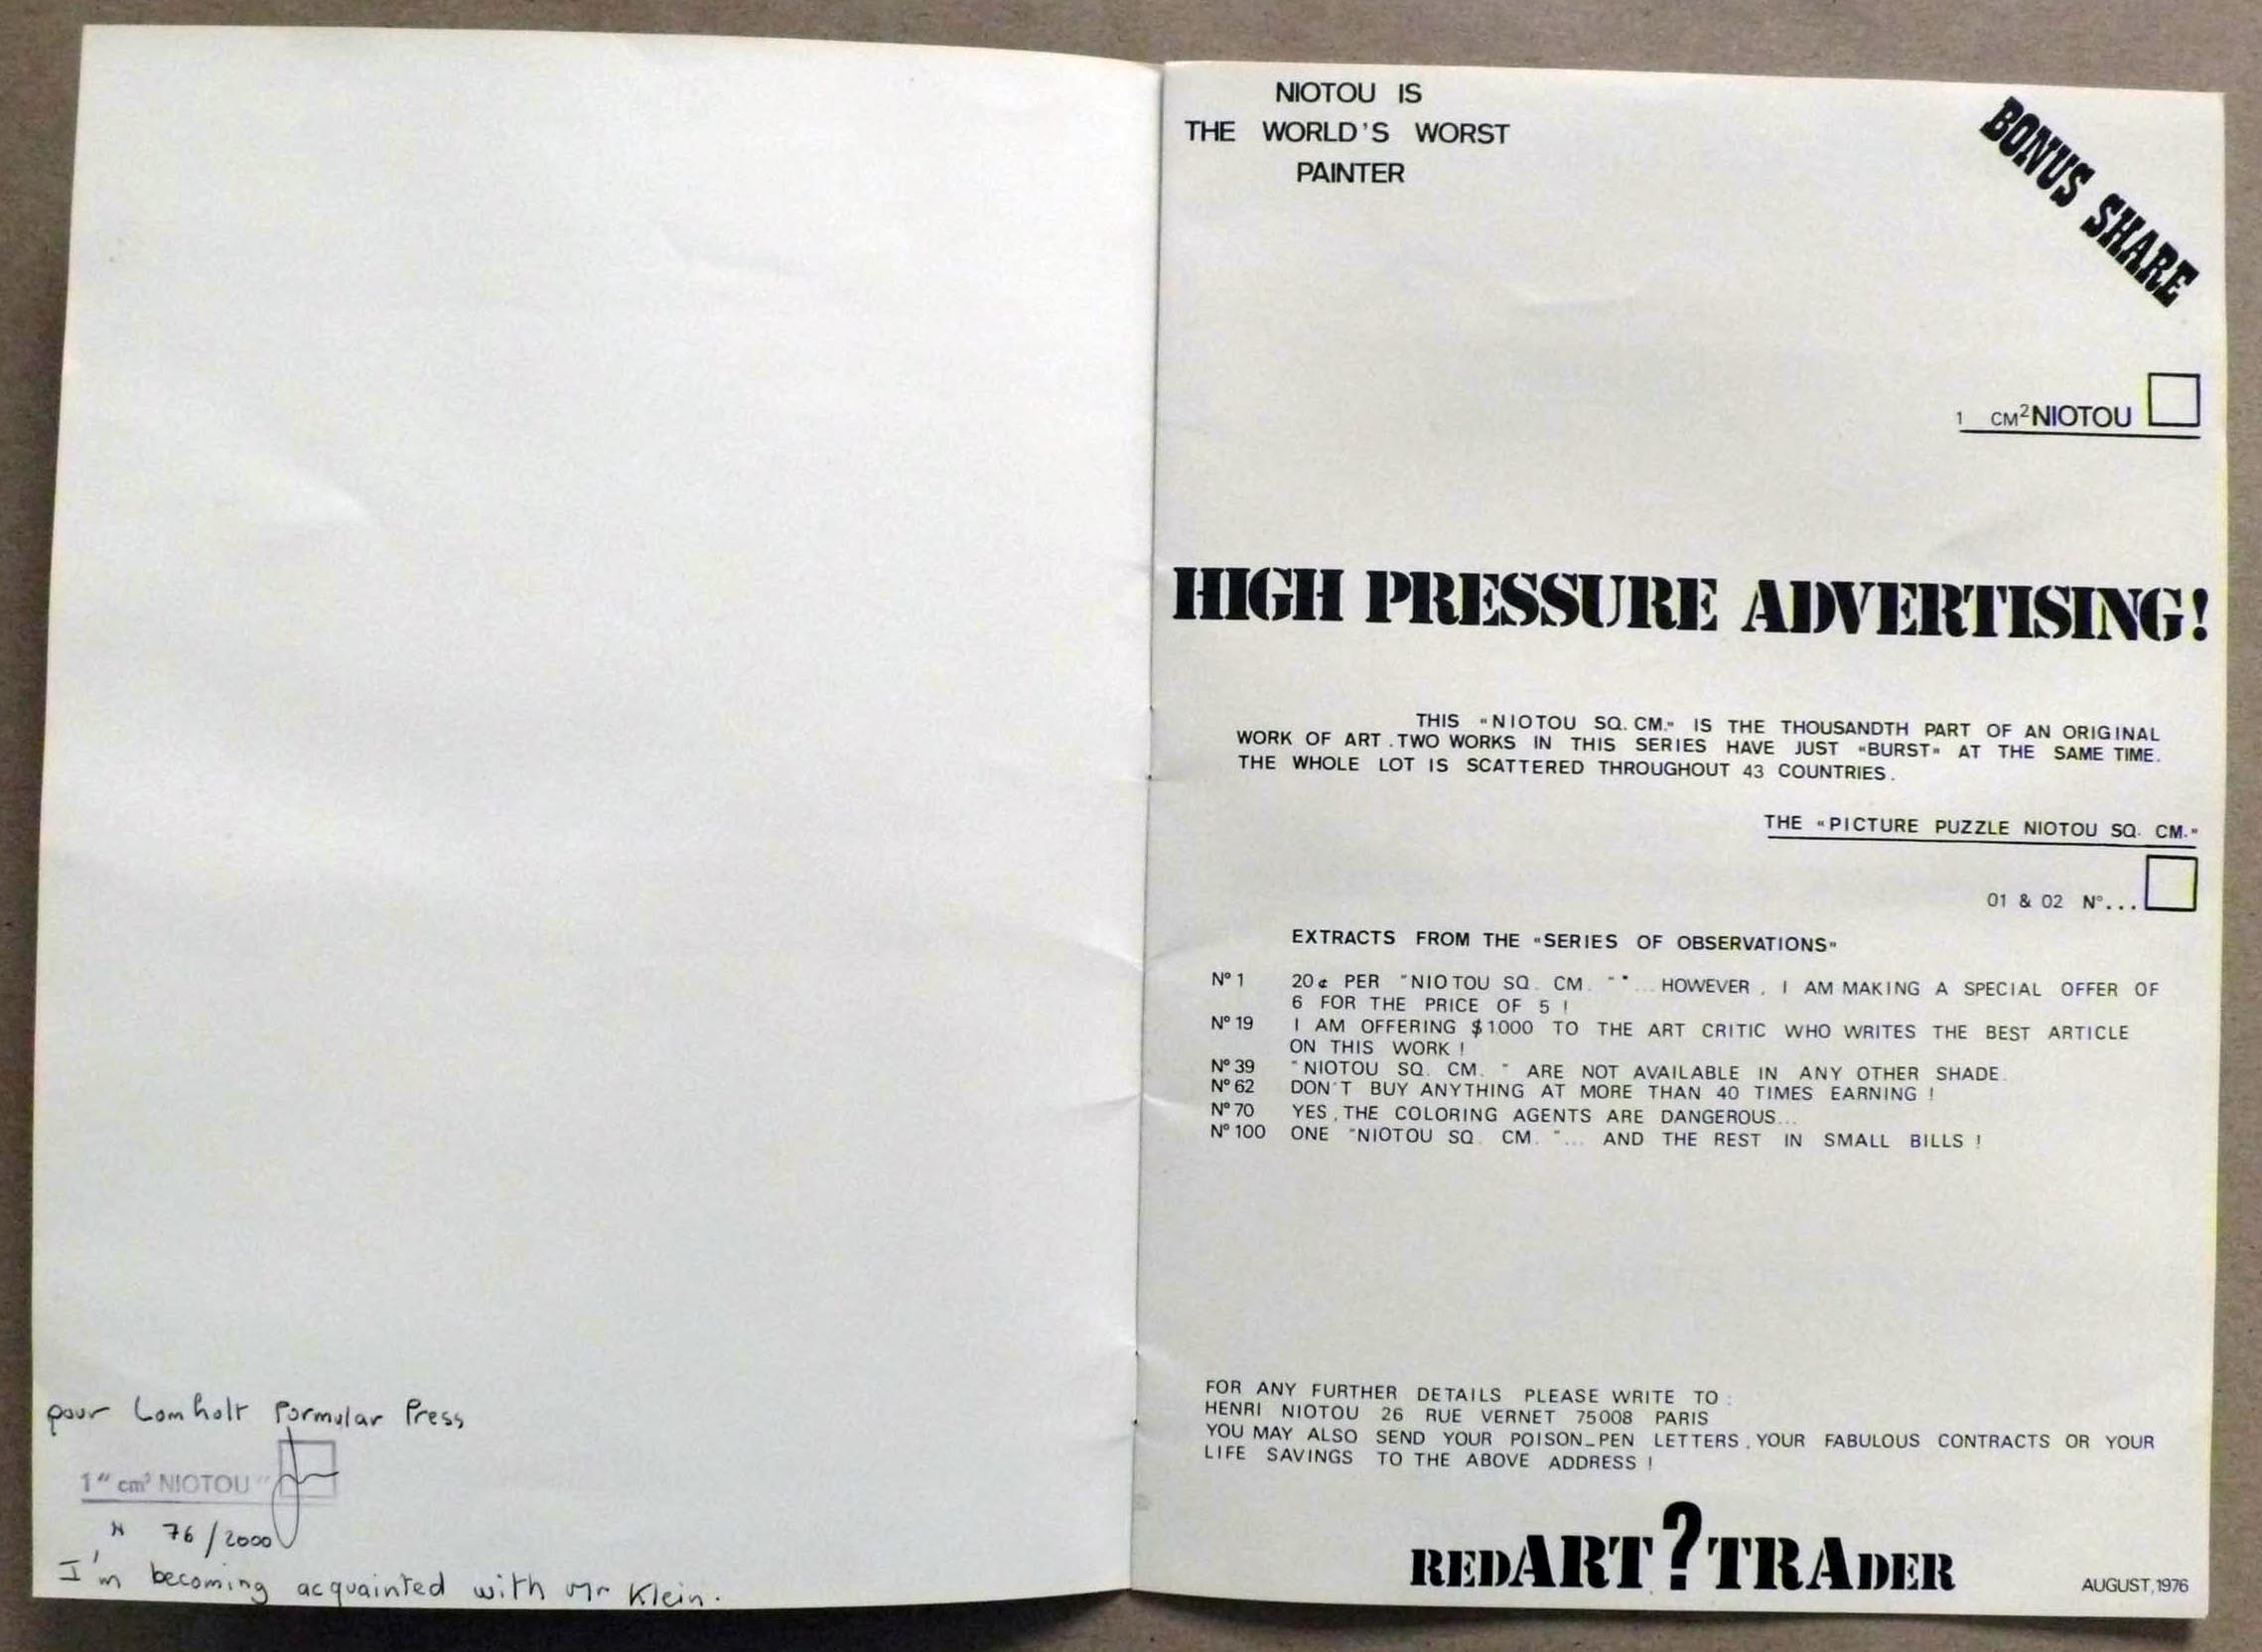 pour Lomholt Formular Press
1 " cm² NIOTOU "
N 76/2000
I'm becoming acquainted with Mr Klein.
NIOTOU IS
THE WORLD'S WORST
PAINTER
BONUS SHARE
1 CM² NIOTOU
HIGH PRESSURE ADVERTISING!
THIS «NIOTOU SQ. CM.» IS THE THOUSANDTH PART OF AN ORIGINAL
WORK OF ART. TWO WORKS IN THIS SERIES HAVE JUST «BURST» AT THE SAME TIME.
THE WHOLE LOT IS SCATTERED THROUGHOUT 43 COUNTRIES.
THE «PICTURE PUZZLE NIOTOU SQ. CM.»
01 & 02 N°...
EXTRACTS FROM THE «SERIES OF OBSERVATIONS»
N° 1 20¢ PER "NIOTOU SQ. CM. " "... HOWEVER, I AM MAKING A SPECIAL OFFER OF
6 FOR THE PRICE OF 5 !
N° 19 I AM OFFERING $1000 TO THE ART CRITIC WHO WRITES THE BEST ARTICLE
ON THIS WORK !
N° 39 "NIOTOU SQ. CM. " ARE NOT AVAILABLE IN ANY OTHER SHADE.
N° 62 DON'T BUY ANYTHING AT MORE THAN 40 TIMES EARNING !
N° 70 YES, THE COLORING AGENTS ARE DANGEROUS...
N° 100 ONE "NIOTOU SQ. CM. "... AND THE REST IN SMALL BILLS !
FOR ANY FURTHER DETAILS PLEASE WRITE TO :
HENRI NIOTOU 26 RUE VERNET 75008 PARIS
YOU MAY ALSO SEND YOUR POISON_PEN LETTERS, YOUR FABULOUS CONTRACTS OR YOUR
LIFE SAVINGS TO THE ABOVE ADDRESS !
REDART?TRADER
AUGUST, 1976